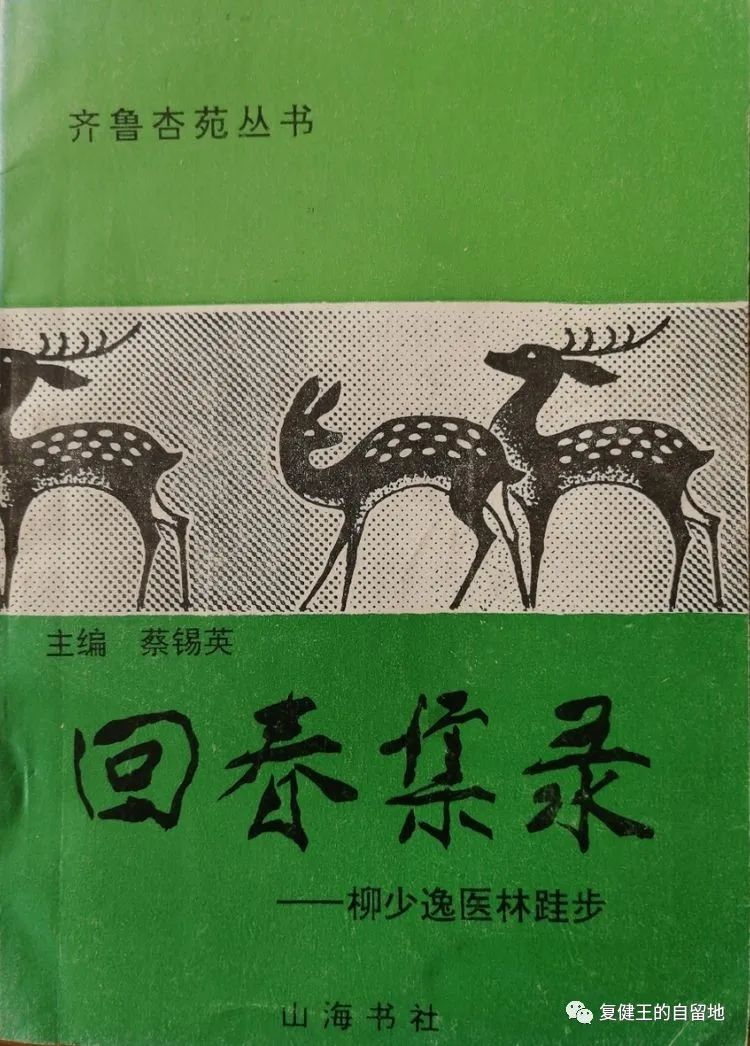 齐鲁杏苑丛书
主编 蔡锡英
回春集录
——柳少逸医林跬步
山海书社
复健王的自留地